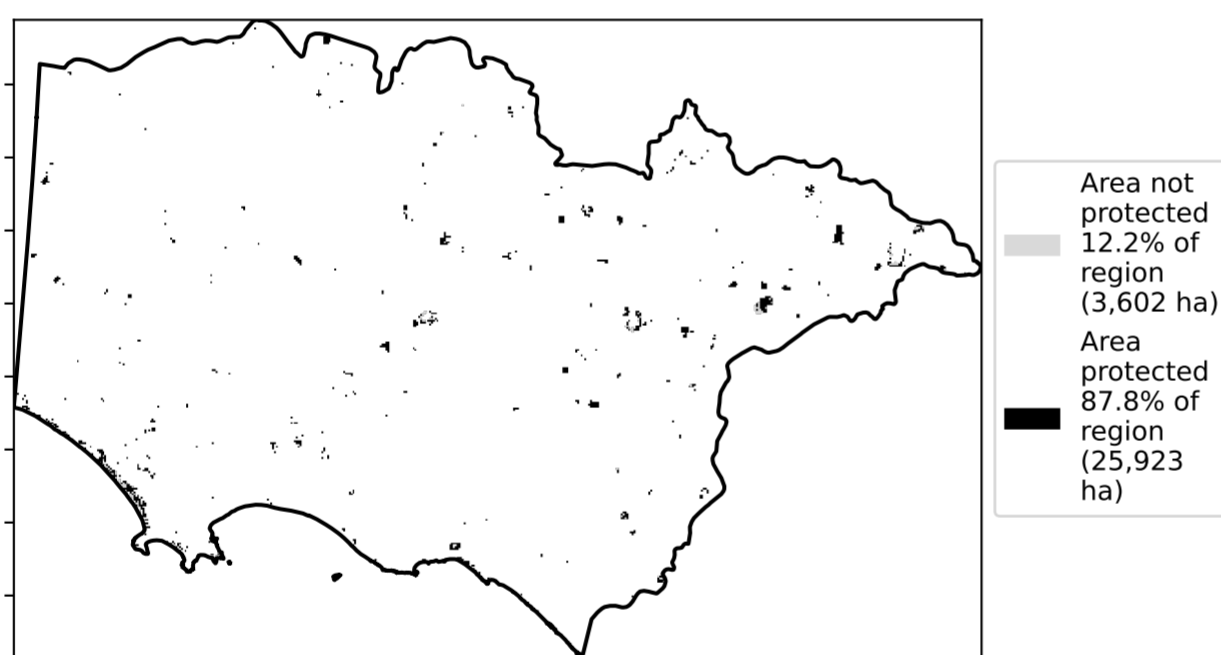 Area not
protected
12.2% of
region
(3,602 ha)
Area
protected
87.8% of
region
(25,923
ha)